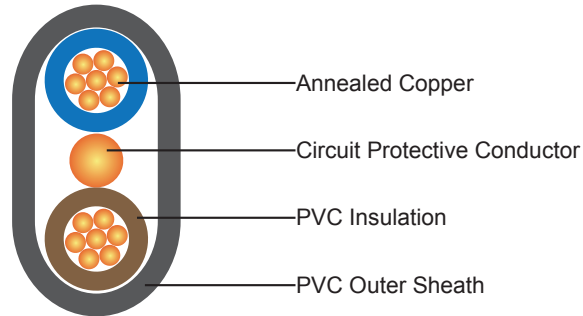 Annealed Copper
Circuit Protective Conductor
PVC Insulation
PVC Outer Sheath